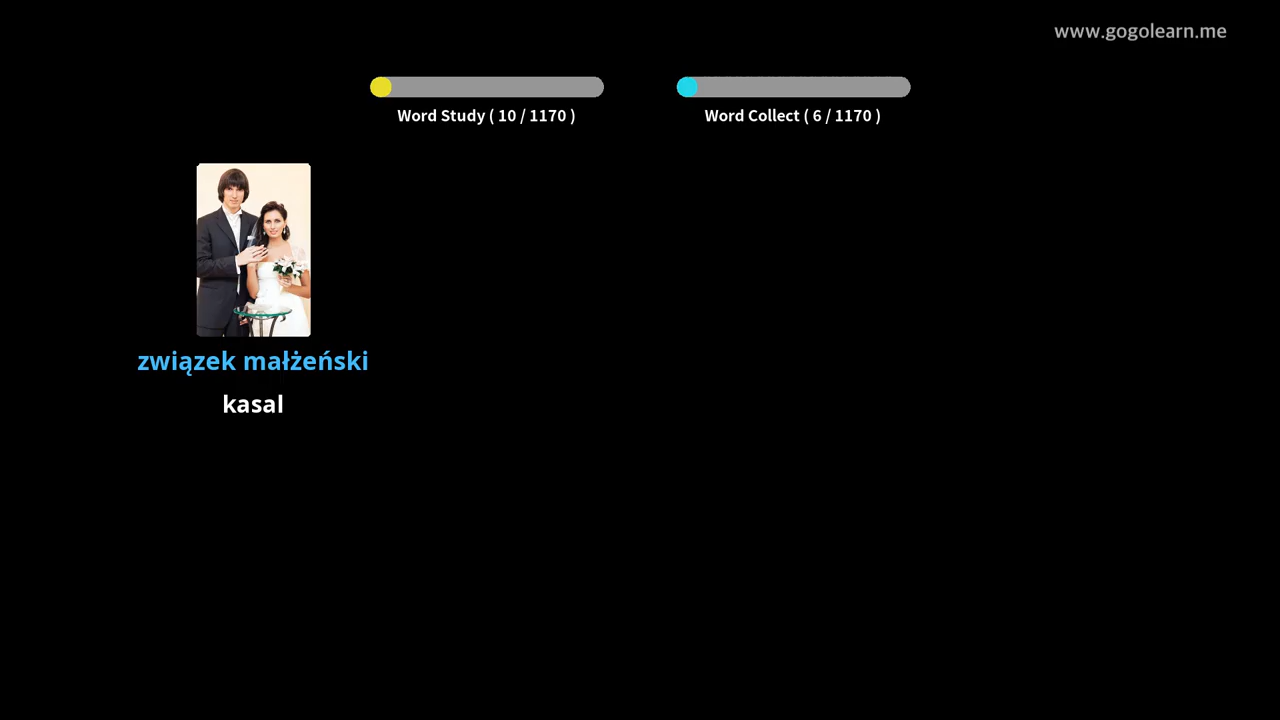 www.gogolearn.me
Word Study ( 10 / 1170 )
Word Collect ( 6 / 1170 )
związek małżeński
kasal